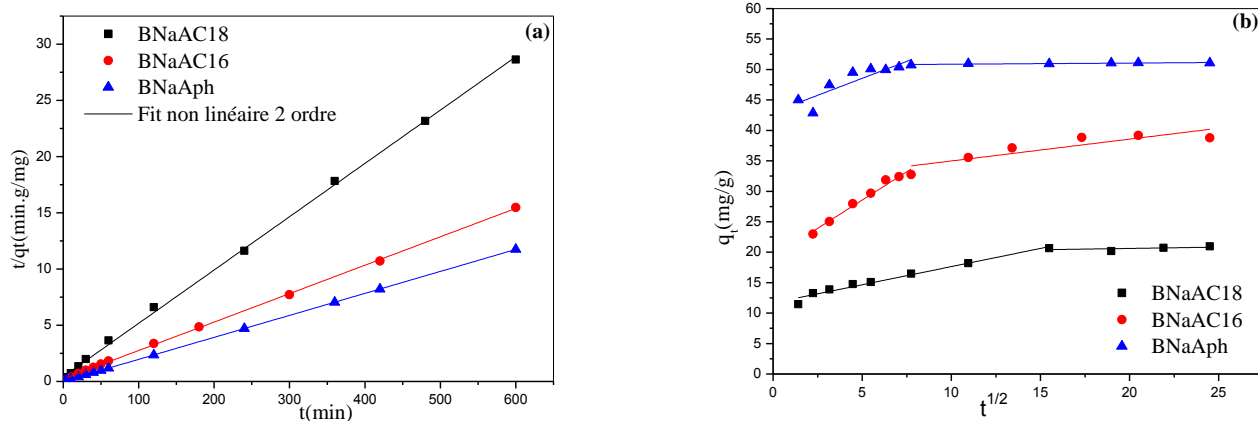 (a)
BNaAC18
BNaAC16
BNaAph
Fit non linéaire 2 ordre
t/qt(min.g/mg)
30
25
20
15
10
5
0
0 100 200 300 400 500 600
t(min)
(b)
q_t(mg/g)
60
55
50
45
40
35
30
25
20
15
10
5
0
BNaAC18
BNaAC16
BNaAph
0 5 10 15 20 25
t^{1/2}